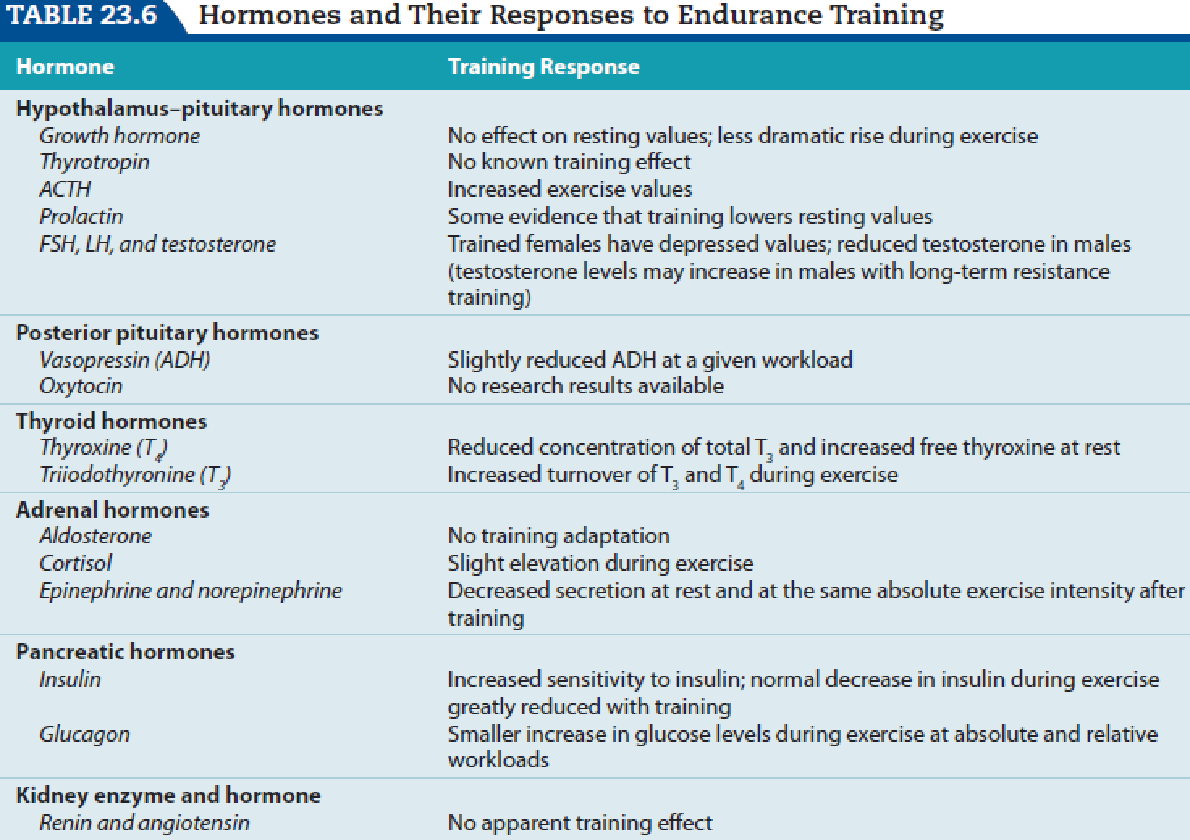 TABLE 23.6 Hormones and Their Responses to Endurance Training
Hormone Training Response
Hypothalamus–pituitary hormones
Growth hormone No effect on resting values; less dramatic rise during exercise
Thyrotropin No known training effect
ACTH Increased exercise values
Prolactin Some evidence that training lowers resting values
FSH, LH, and testosterone Trained females have depressed values; reduced testosterone in males
(testosterone levels may increase in males with long-term resistance
training)
Posterior pituitary hormones
Vasopressin (ADH) Slightly reduced ADH at a given workload
Oxytocin No research results available
Thyroid hormones
Thyroxine (T₄) Reduced concentration of total T₃ and increased free thyroxine at rest
Triiodothyronine (T₃) Increased turnover of T₃ and T₄ during exercise
Adrenal hormones
Aldosterone No training adaptation
Cortisol Slight elevation during exercise
Epinephrine and norepinephrine Decreased secretion at rest and at the same absolute exercise intensity after
training
Pancreatic hormones
Insulin Increased sensitivity to insulin; normal decrease in insulin during exercise
greatly reduced with training
Glucagon Smaller increase in glucose levels during exercise at absolute and relative
workloads
Kidney enzyme and hormone
Renin and angiotensin No apparent training effect